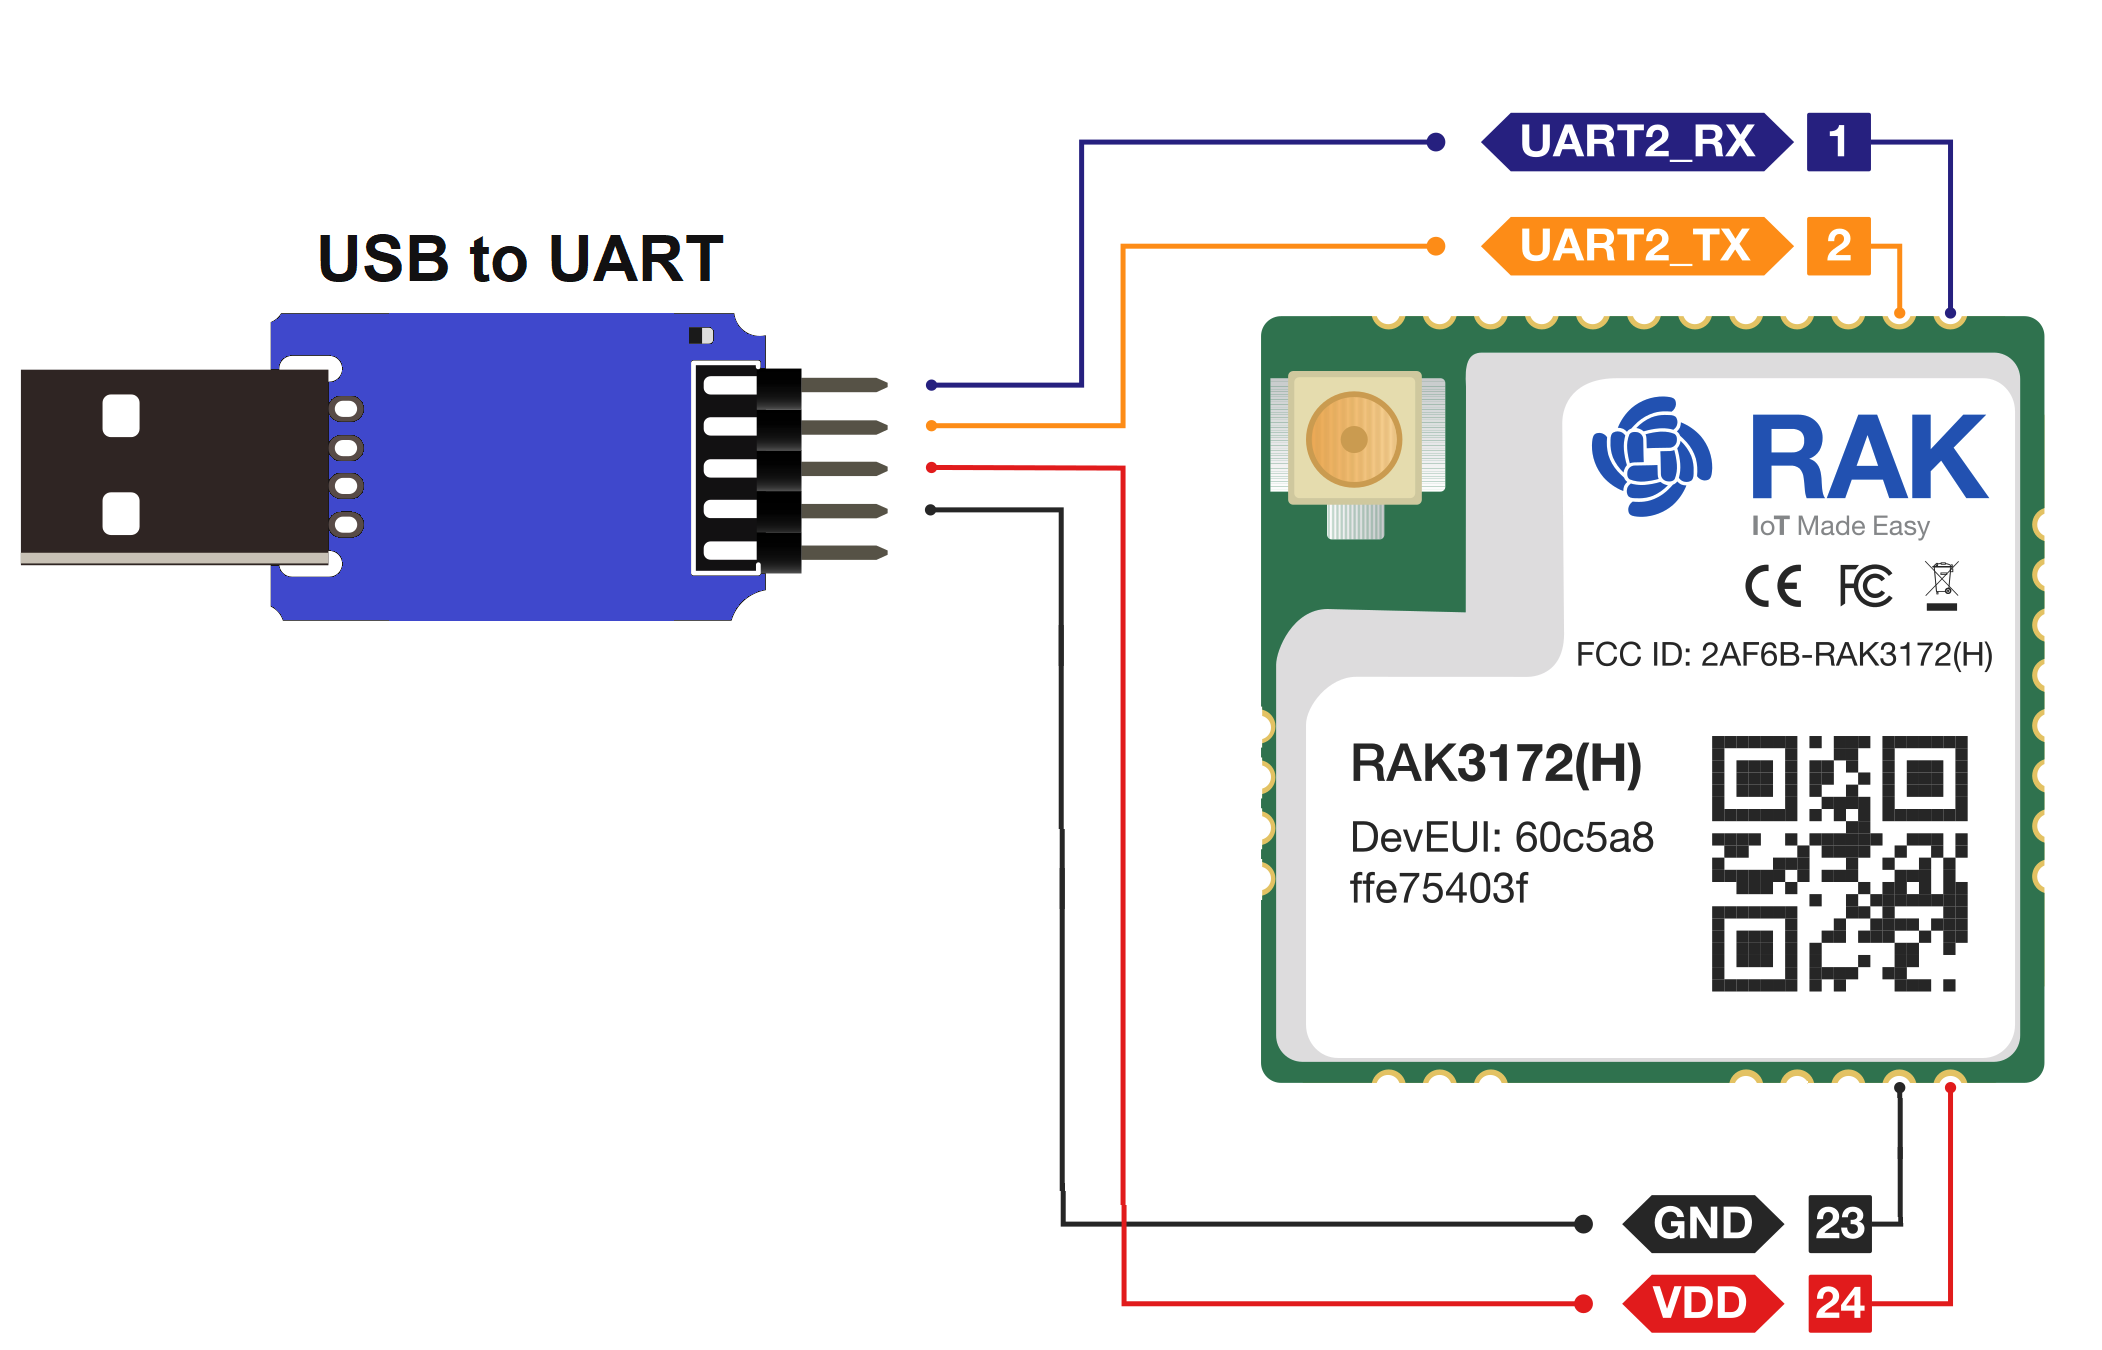 USB to UART
UART2_RX 1
UART2_TX 2
RAK
IoT Made Easy
CE FC
FCC ID: 2AF6B-RAK3172(H)
RAK3172(H)
DevEUI: 60c5a8
ffe75403f
GND 23
VDD 24